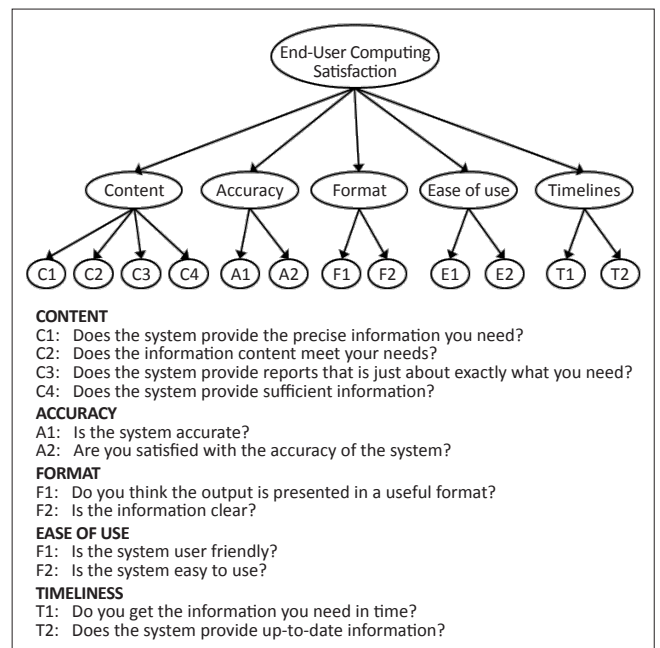 End-User Computing
Satisfaction
Content Accuracy Format Ease of use Timelines
C1 C2 C3 C4 A1 A2 F1 F2 E1 E2 T1 T2
CONTENT
C1: Does the system provide the precise information you need?
C2: Does the information content meet your needs?
C3: Does the system provide reports that is just about exactly what you need?
C4: Does the system provide sufficient information?
ACCURACY
A1: Is the system accurate?
A2: Are you satisfied with the accuracy of the system?
FORMAT
F1: Do you think the output is presented in a useful format?
F2: Is the information clear?
EASE OF USE
F1: Is the system user friendly?
F2: Is the system easy to use?
TIMELINESS
T1: Do you get the information you need in time?
T2: Does the system provide up-to-date information?